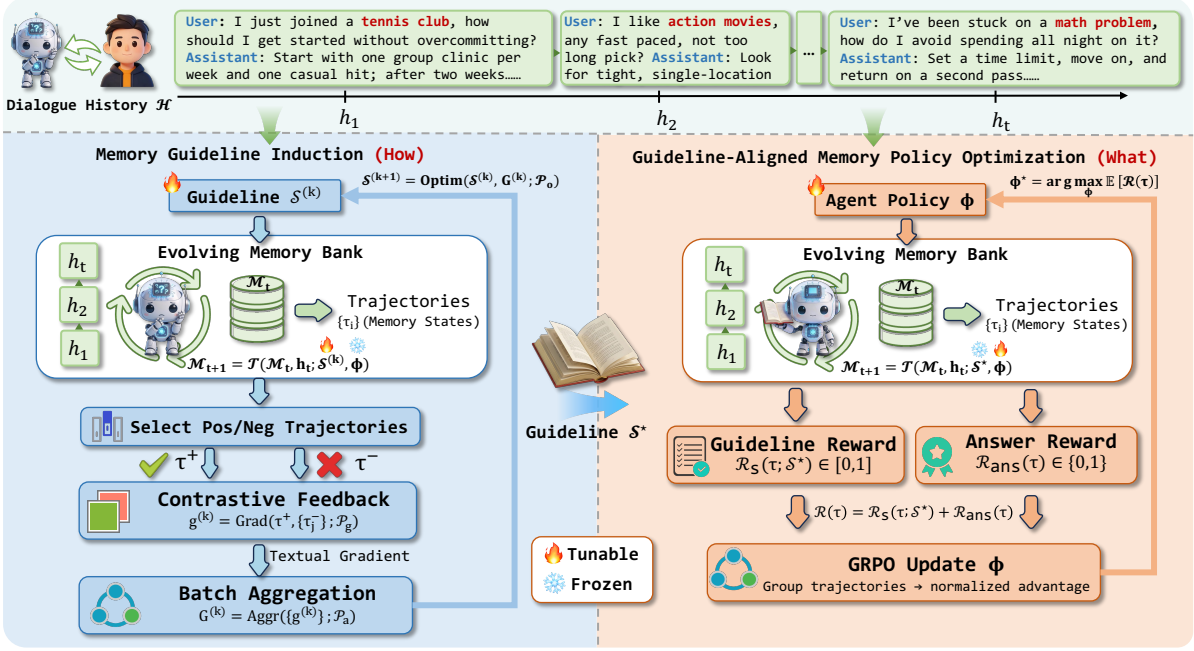 User: I just joined a tennis club, how
should I get started without overcommitting?
Assistant: Start with one group clinic per
week and one casual hit; after two weeks……
User: I like action movies,
any fast paced, not too
long pick? Assistant: Look
for tight, single-location
...
User: I've been stuck on a math problem,
how do I avoid spending all night on it?
Assistant: Set a time limit, move on, and
return on a second pass……
Dialogue History ℋ
h₁
h₂
hₜ
Memory Guideline Induction (How)
𝒮⁽ᵏ⁺¹⁾ = Optim(𝒮⁽ᵏ⁾, G⁽ᵏ⁾; 𝒫ₒ)
Guideline 𝒮⁽ᵏ⁾
Evolving Memory Bank
hₜ
h₂
h₁
ℳₜ
Trajectories
{τᵢ} (Memory States)
ℳₜ₊₁ = 𝒯(ℳₜ, hₜ; 𝒮⁽ᵏ⁾, ϕ)
Select Pos/Neg Trajectories
τ⁺
τ⁻
Contrastive Feedback
g⁽ᵏ⁾ = Grad(τ⁺, {τⱼ⁻}; 𝒫g)
Textual Gradient
Batch Aggregation
G⁽ᵏ⁾ = Aggr({g⁽ᵏ⁾}; 𝒫ₐ)
Guideline 𝒮*
Tunable
Frozen
Guideline-Aligned Memory Policy Optimization (What)
ϕ* = arg max 𝔼 [ℛ(τ)]
ϕ
Agent Policy ϕ
Evolving Memory Bank
hₜ
h₂
h₁
ℳₜ
Trajectories
{τᵢ} (Memory States)
ℳₜ₊₁ = 𝒯(ℳₜ, hₜ; 𝒮*, ϕ)
Guideline Reward
ℛₛ(τ; 𝒮*) ∈ [0,1]
Answer Reward
ℛₐₙₛ(τ) ∈ {0,1}
ℛ(τ) = ℛₛ(τ; 𝒮*) + ℛₐₙₛ(τ)
GRPO Update ϕ
Group trajectories → normalized advantage